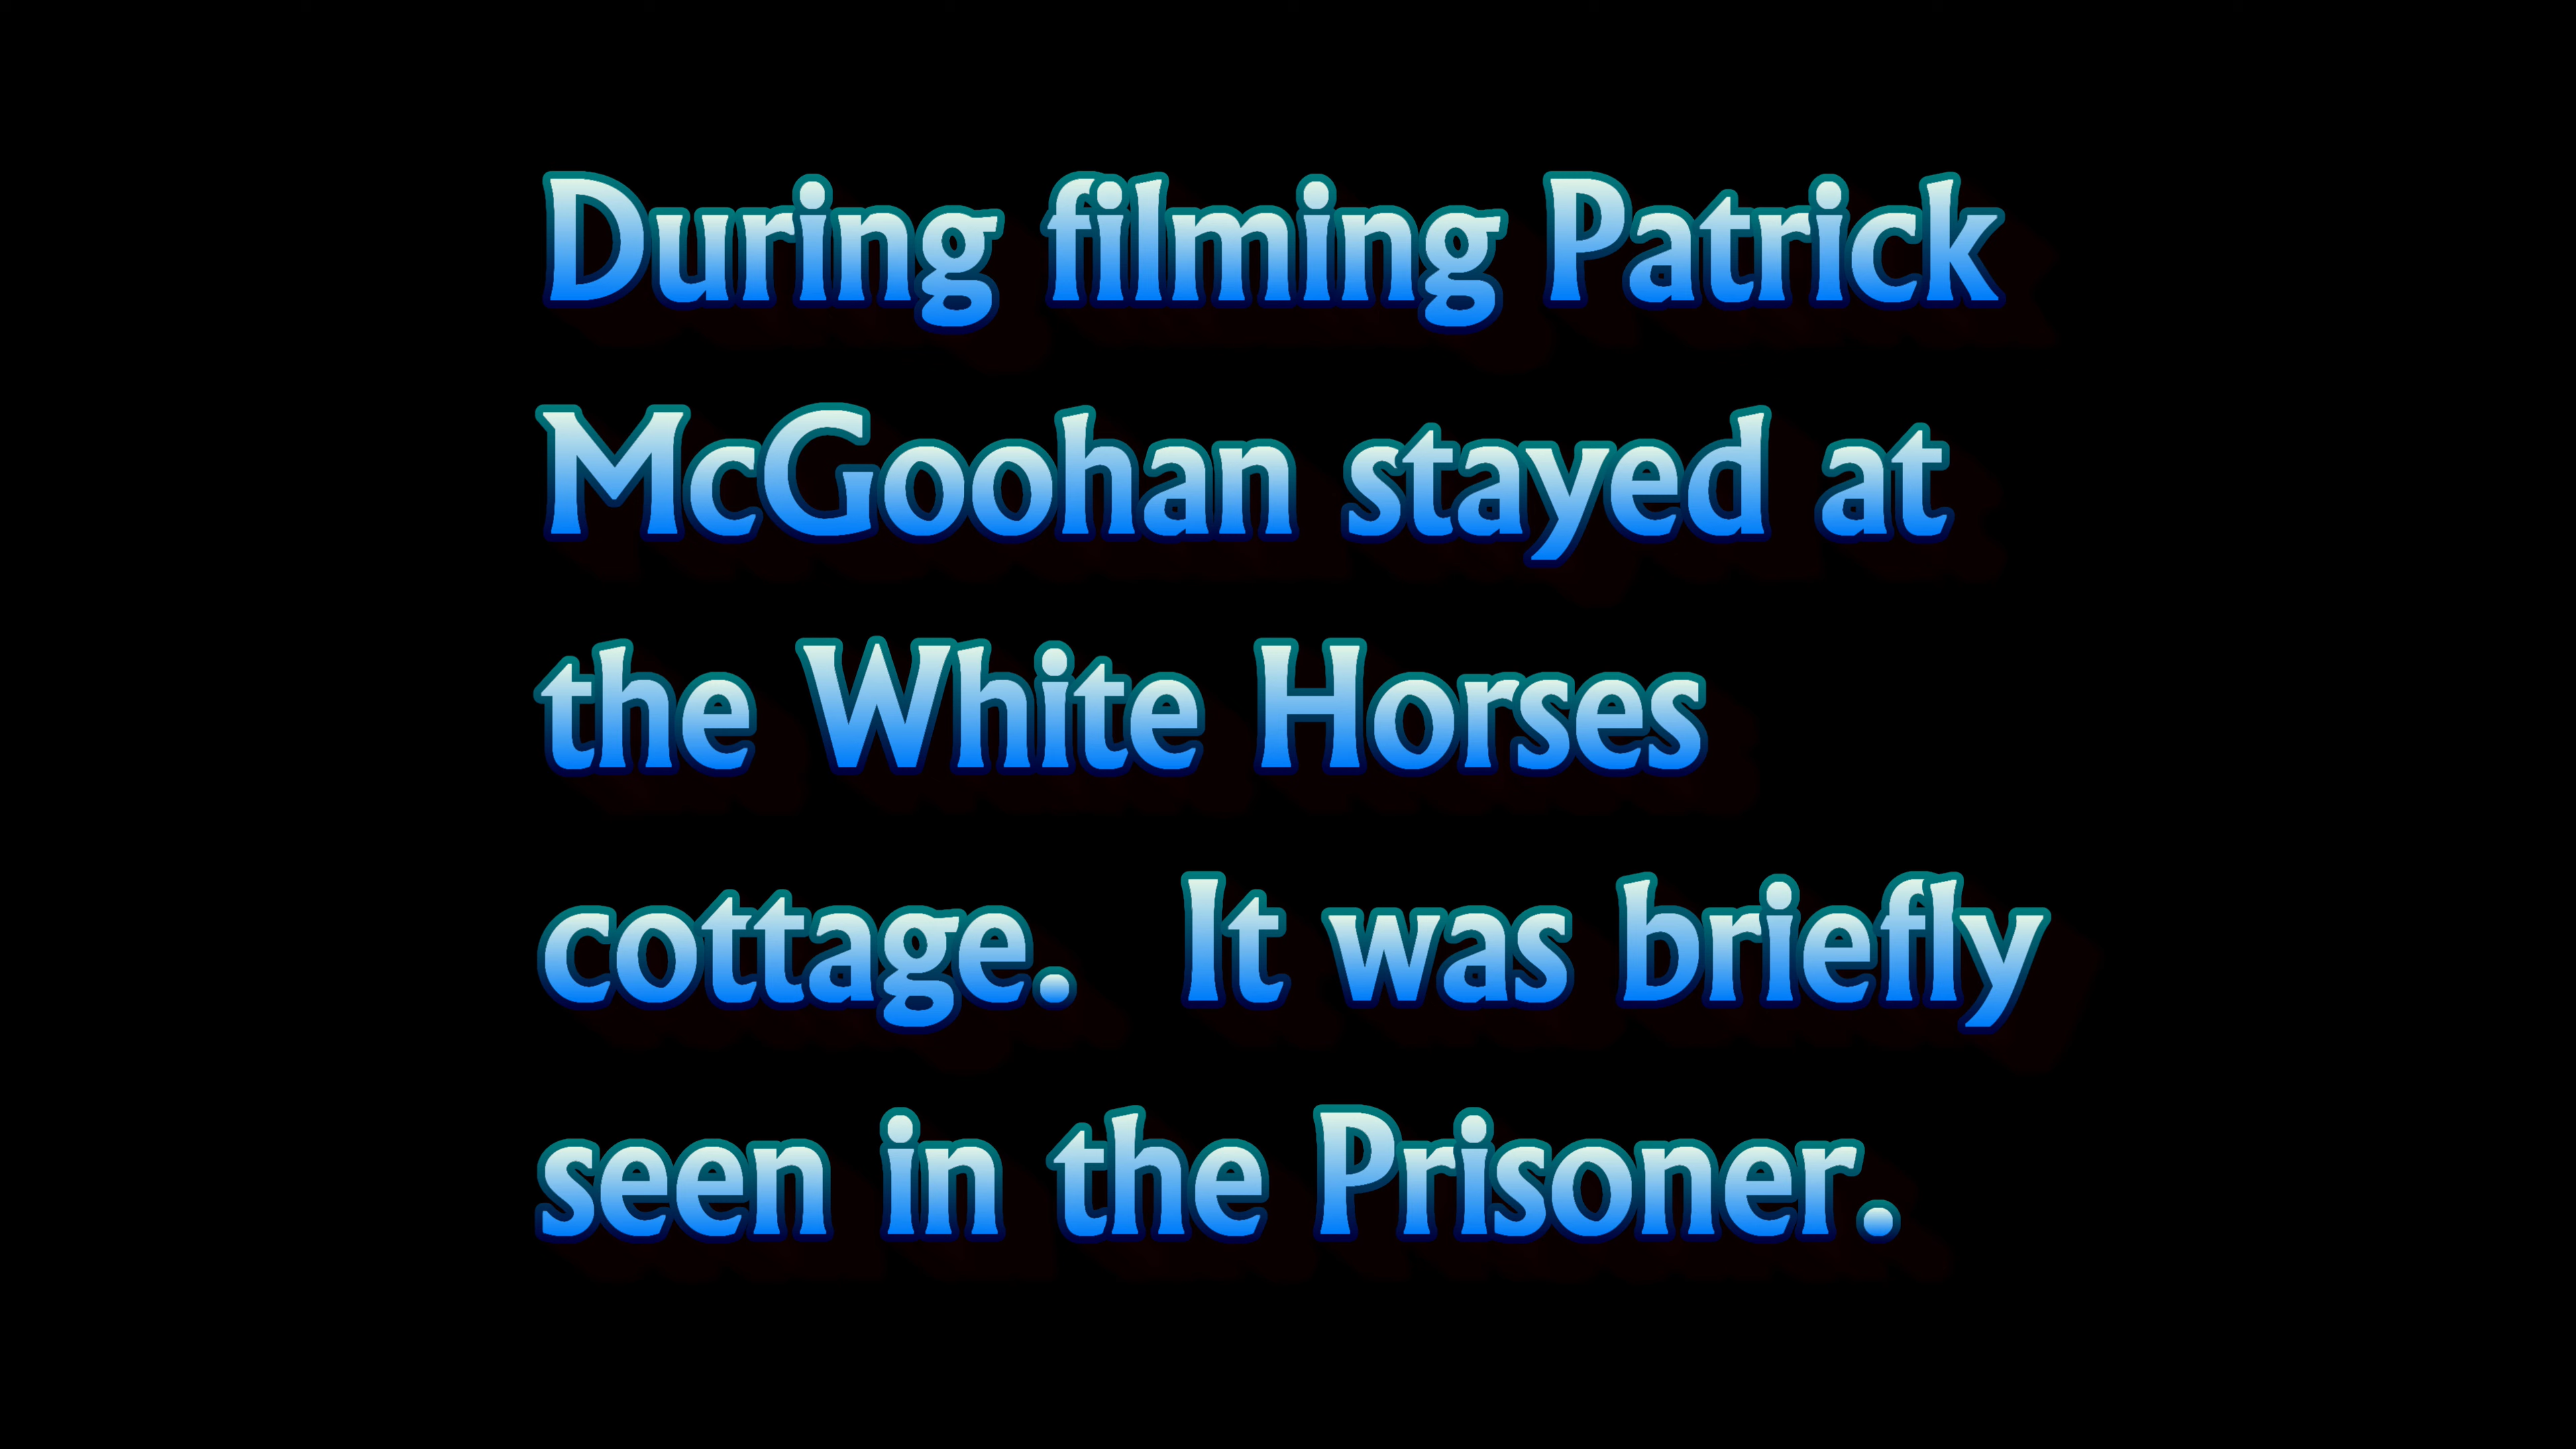 During filming Patrick
McGoohan stayed at
the White Horses
cottage.  It was briefly
seen in the Prisoner.